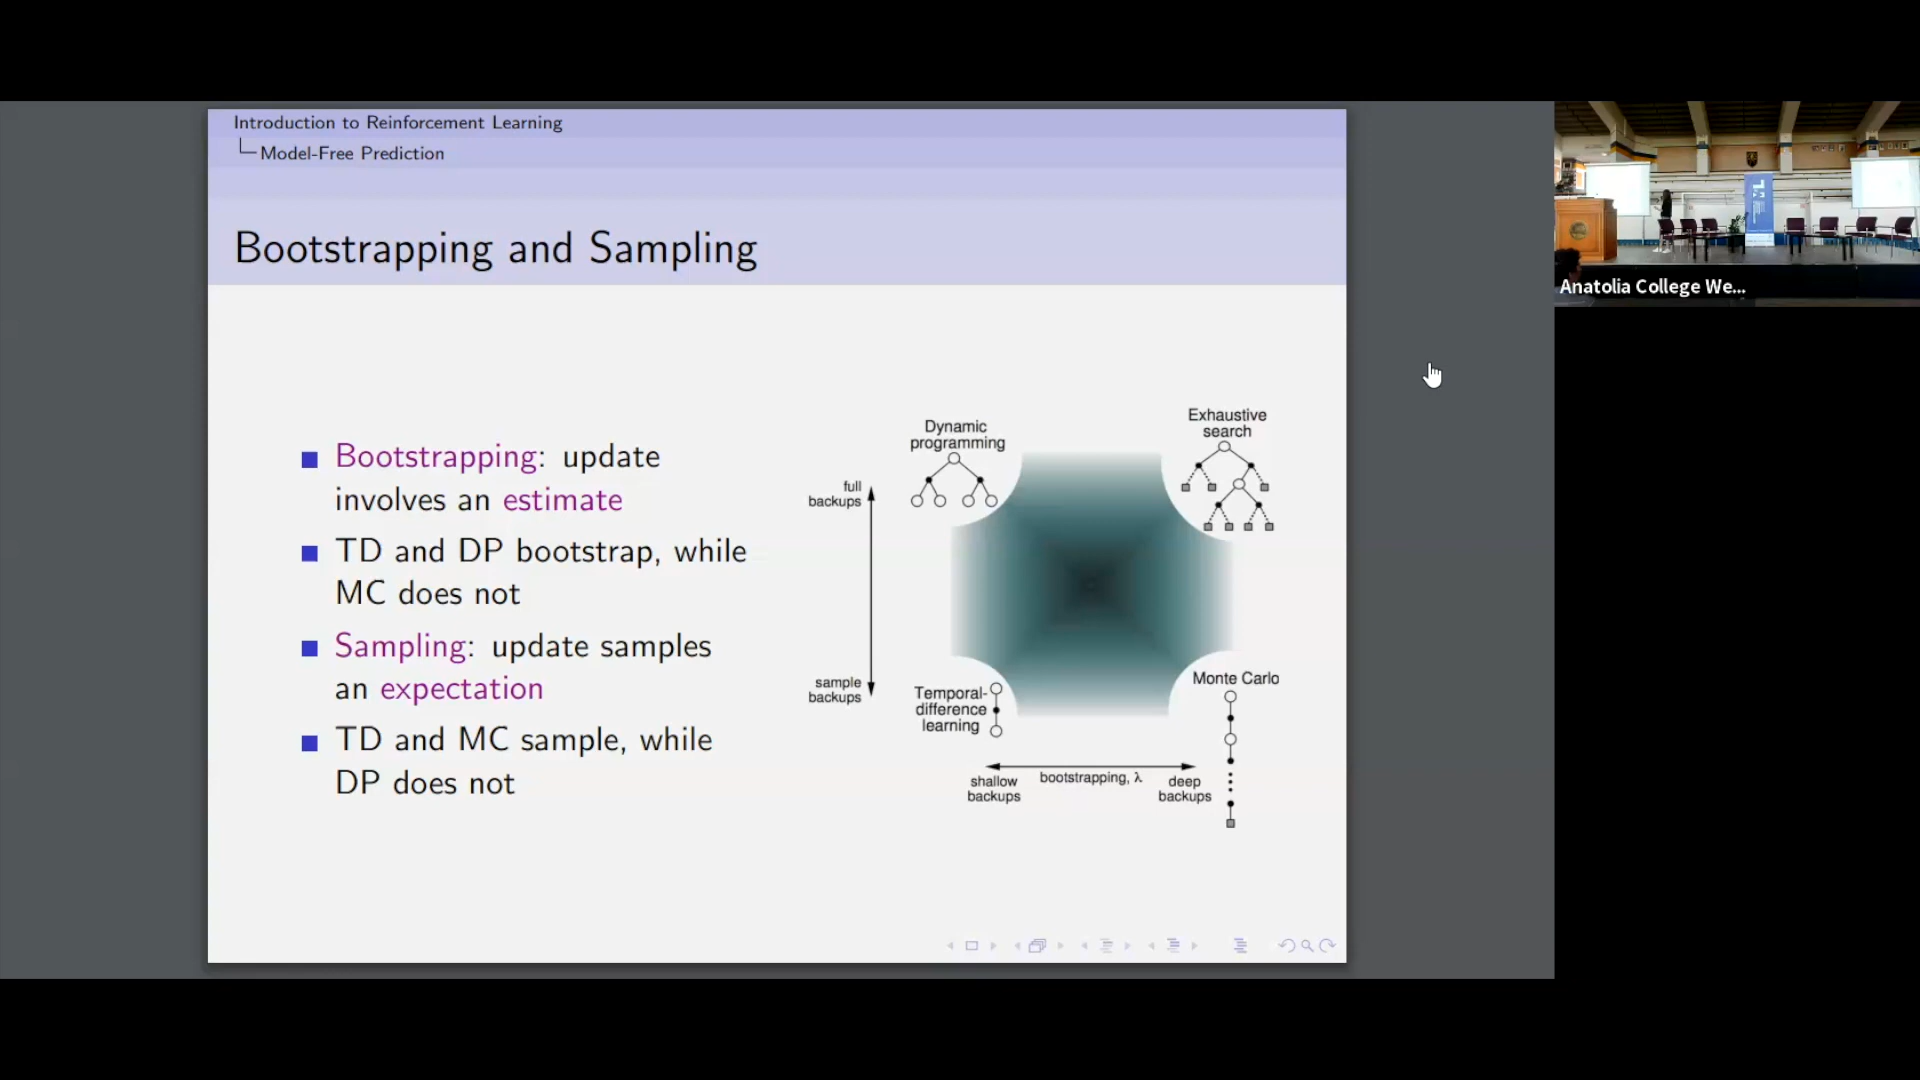 Introduction to Reinforcement Learning
Model-Free Prediction
Bootstrapping and Sampling
Bootstrapping: update
involves an estimate
TD and DP bootstrap, while
MC does not
Sampling: update samples
an expectation
TD and MC sample, while
DP does not
Dynamic
programming
Exhaustive
search
full
backups
sample
backups
Temporal-
difference
learning
Monte Carlo
shallow
backups
bootstrapping, λ
deep
backups
Anatolia College We...